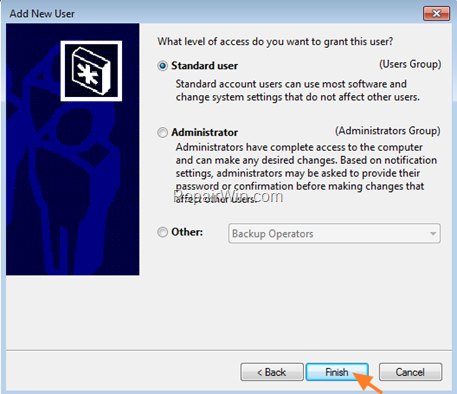 Add New User
What level of access do you want to grant this user?
Standard user (Users Group)
Standard account users can use most software and
change system settings that do not affect other users.
Administrator (Administrators Group)
Administrators have complete access to the computer
and can make any desired changes. Based on notification
settings, administrators may be asked to provide their
password or confirmation before making changes that
affect other users.
RepairWin.com
Other: Backup Operators
< Back Finish Cancel